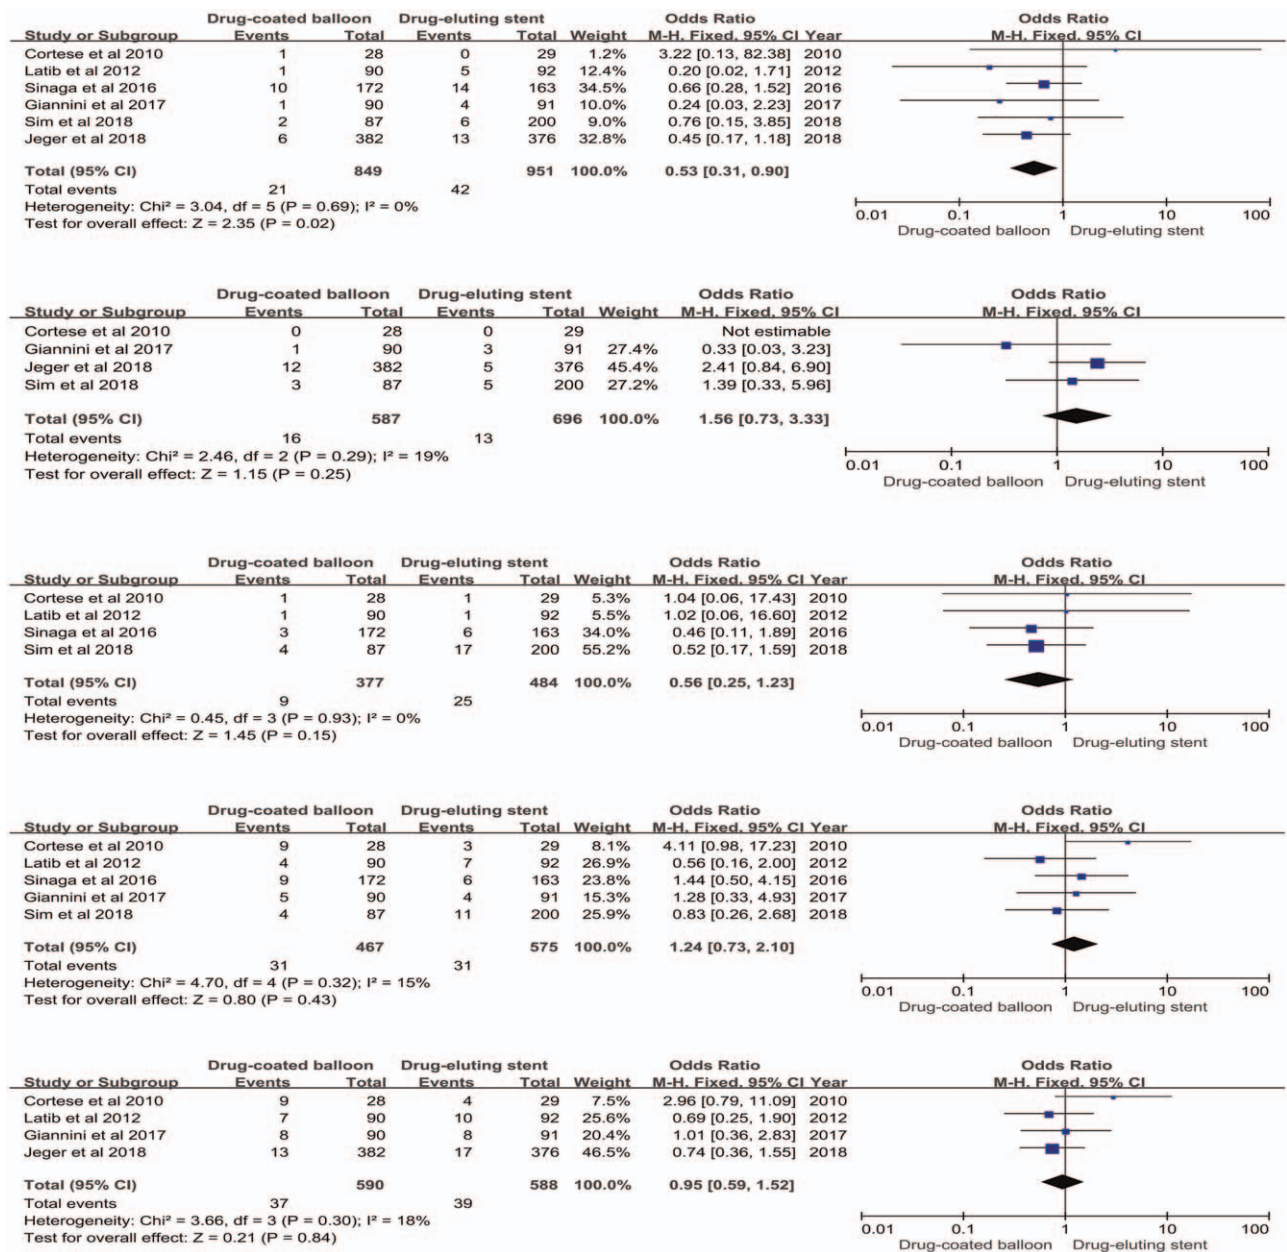 Drug-coated balloon Drug-eluting stent Odds Ratio Odds Ratio
Study or Subgroup Events Total Events Total Weight M-H, Fixed, 95% CI Year M-H, Fixed, 95% CI
Cortese et al 2010 1 28 0 29 1.2% 3.22 [0.13, 82.38] 2010
Latib et al 2012 1 90 5 92 12.4% 0.20 [0.02, 1.71] 2012
Sinaga et al 2016 10 172 14 163 34.5% 0.66 [0.28, 1.52] 2016
Giannini et al 2017 1 90 4 91 10.0% 0.24 [0.03, 2.23] 2017
Sim et al 2018 2 87 6 200 9.0% 0.76 [0.15, 3.85] 2018
Jeger et al 2018 6 382 13 376 32.8% 0.45 [0.17, 1.18] 2018
Total (95% CI) 849 951 100.0% 0.53 [0.31, 0.90]
Total events 21 42
Heterogeneity: Chi² = 3.04, df = 5 (P = 0.69); I² = 0%
Test for overall effect: Z = 2.35 (P = 0.02)
0.01 0.1 1 10 100
Drug-coated balloon Drug-eluting stent
Drug-coated balloon Drug-eluting stent Odds Ratio Odds Ratio
Study or Subgroup Events Total Events Total Weight M-H, Fixed, 95% CI M-H, Fixed, 95% CI
Cortese et al 2010 0 28 0 29 Not estimable
Giannini et al 2017 1 90 3 91 27.4% 0.33 [0.03, 3.23]
Jeger et al 2018 12 382 5 376 45.4% 2.41 [0.84, 6.90]
Sim et al 2018 3 87 5 200 27.2% 1.39 [0.33, 5.96]
Total (95% CI) 587 696 100.0% 1.56 [0.73, 3.33]
Total events 16 13
Heterogeneity: Chi² = 2.46, df = 2 (P = 0.29); I² = 19%
Test for overall effect: Z = 1.15 (P = 0.25)
0.01 0.1 1 10 100
Drug-coated balloon Drug-eluting stent
Drug-coated balloon Drug-eluting stent Odds Ratio Odds Ratio
Study or Subgroup Events Total Events Total Weight M-H, Fixed, 95% CI Year M-H, Fixed, 95% CI
Cortese et al 2010 1 28 1 29 5.3% 1.04 [0.06, 17.43] 2010
Latib et al 2012 1 90 1 92 5.5% 1.02 [0.06, 16.60] 2012
Sinaga et al 2016 3 172 6 163 34.0% 0.46 [0.11, 1.89] 2016
Sim et al 2018 4 87 17 200 55.2% 0.52 [0.17, 1.59] 2018
Total (95% CI) 377 484 100.0% 0.56 [0.25, 1.23]
Total events 9 25
Heterogeneity: Chi² = 0.45, df = 3 (P = 0.93); I² = 0%
Test for overall effect: Z = 1.45 (P = 0.15)
0.01 0.1 1 10 100
Drug-coated balloon Drug-eluting stent
Drug-coated balloon Drug-eluting stent Odds Ratio Odds Ratio
Study or Subgroup Events Total Events Total Weight M-H, Fixed, 95% CI Year M-H, Fixed, 95% CI
Cortese et al 2010 9 28 3 29 8.1% 4.11 [0.98, 17.23] 2010
Latib et al 2012 4 90 7 92 26.9% 0.56 [0.16, 2.00] 2012
Sinaga et al 2016 9 172 6 163 23.8% 1.44 [0.50, 4.15] 2016
Giannini et al 2017 5 90 4 91 15.3% 1.28 [0.33, 4.93] 2017
Sim et al 2018 4 87 11 200 25.9% 0.83 [0.26, 2.68] 2018
Total (95% CI) 467 575 100.0% 1.24 [0.73, 2.10]
Total events 31 31
Heterogeneity: Chi² = 4.70, df = 4 (P = 0.32); I² = 15%
Test for overall effect: Z = 0.80 (P = 0.43)
0.01 0.1 1 10 100
Drug-coated balloon Drug-eluting stent
Drug-coated balloon Drug-eluting stent Odds Ratio Odds Ratio
Study or Subgroup Events Total Events Total Weight M-H, Fixed, 95% CI Year M-H, Fixed, 95% CI
Cortese et al 2010 9 28 4 29 7.5% 2.96 [0.79, 11.09] 2010
Latib et al 2012 7 90 10 92 25.6% 0.69 [0.25, 1.90] 2012
Giannini et al 2017 8 90 8 91 20.4% 1.01 [0.36, 2.83] 2017
Jeger et al 2018 13 382 17 376 46.5% 0.74 [0.36, 1.55] 2018
Total (95% CI) 590 588 100.0% 0.95 [0.59, 1.52]
Total events 37 39
Heterogeneity: Chi² = 3.66, df = 3 (P = 0.30); I² = 18%
Test for overall effect: Z = 0.21 (P = 0.84)
0.01 0.1 1 10 100
Drug-coated balloon Drug-eluting stent